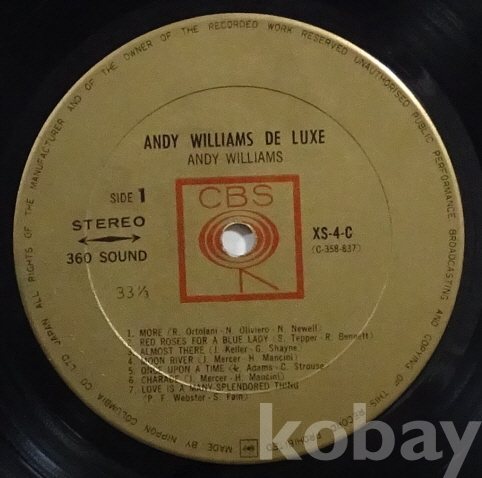 ALL RIGHTS OF THE MANUFACTURER AND OF THE OWNER OF THE RECORDED WORK RESERVED UNAUTHORISED PUBLIC PERFORMANCE, BROADCASTING AND COPYING OF THIS RECORD PROHIBITED
MADE BY NIPPON COLUMBIA CO LTD JAPAN
ANDY WILLIAMS DE LUXE
ANDY WILLIAMS
SIDE 1
CBS
STEREO
XS-4-C
360 SOUND
(C-358-637)
33⅓
1. MORE (R. Ortolani - N. Oliviero - N. Newell)
2. RED ROSES FOR A BLUE LADY (S. Tepper - R. Bennett)
3. ALMOST THERE (J. Keller - G. Shayne)
4. MOON RIVER (J. Mercer - H. Mancini)
5. ONCE UPON A TIME (L. Adams - C. Strouse)
6. CHARADE (J. Mercer - H. Mancini)
7. LOVE IS A MANY-SPLENDORED THING
(P. F. Webster - S. Fain)
kobay